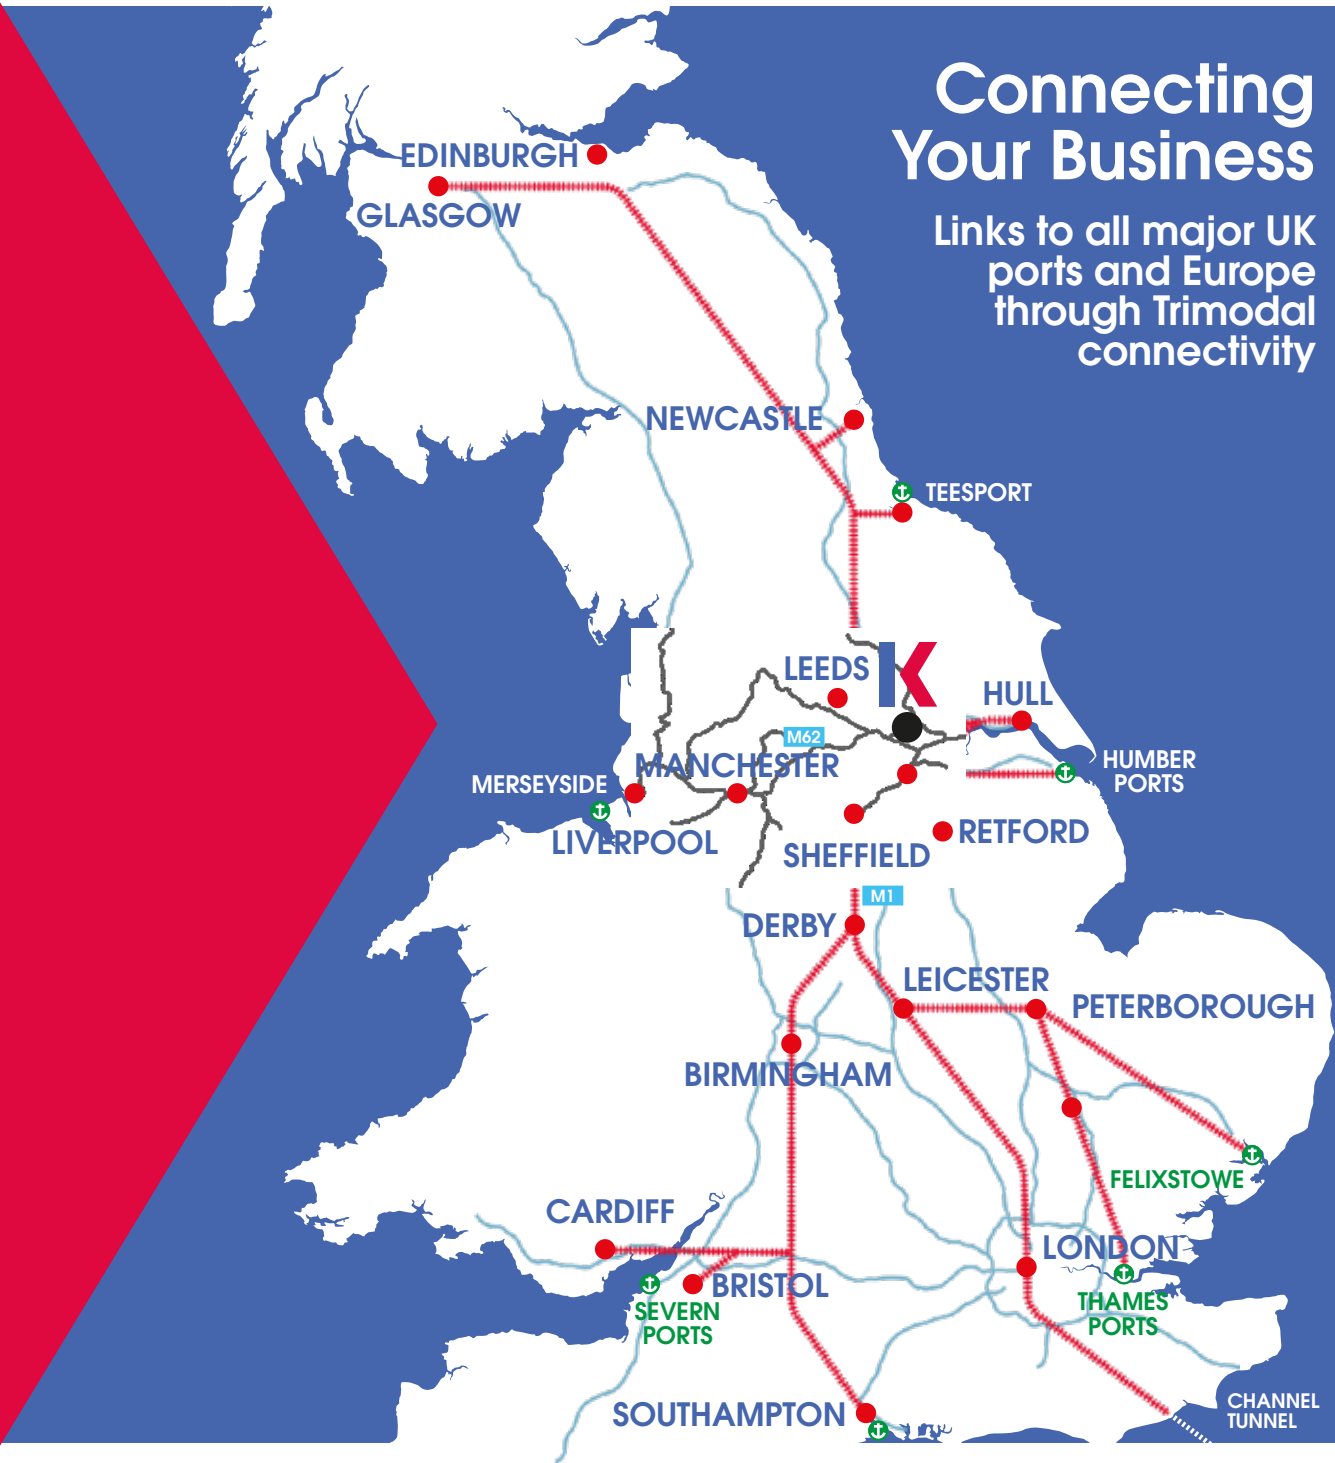 Connecting
Your Business
Links to all major UK
ports and Europe
through Trimodal
connectivity
EDINBURGH
GLASGOW
NEWCASTLE
TEESPORT
LEEDS
K
HULL
M62
MANCHESTER
HUMBER
PORTS
MERSEYSIDE
LIVERPOOL
RETFORD
SHEFFIELD
M1
DERBY
LEICESTER
PETERBOROUGH
BIRMINGHAM
FELIXSTOWE
CARDIFF
LONDON
BRISTOL
SEVERN
PORTS
THAMES
PORTS
SOUTHAMPTON
CHANNEL
TUNNEL